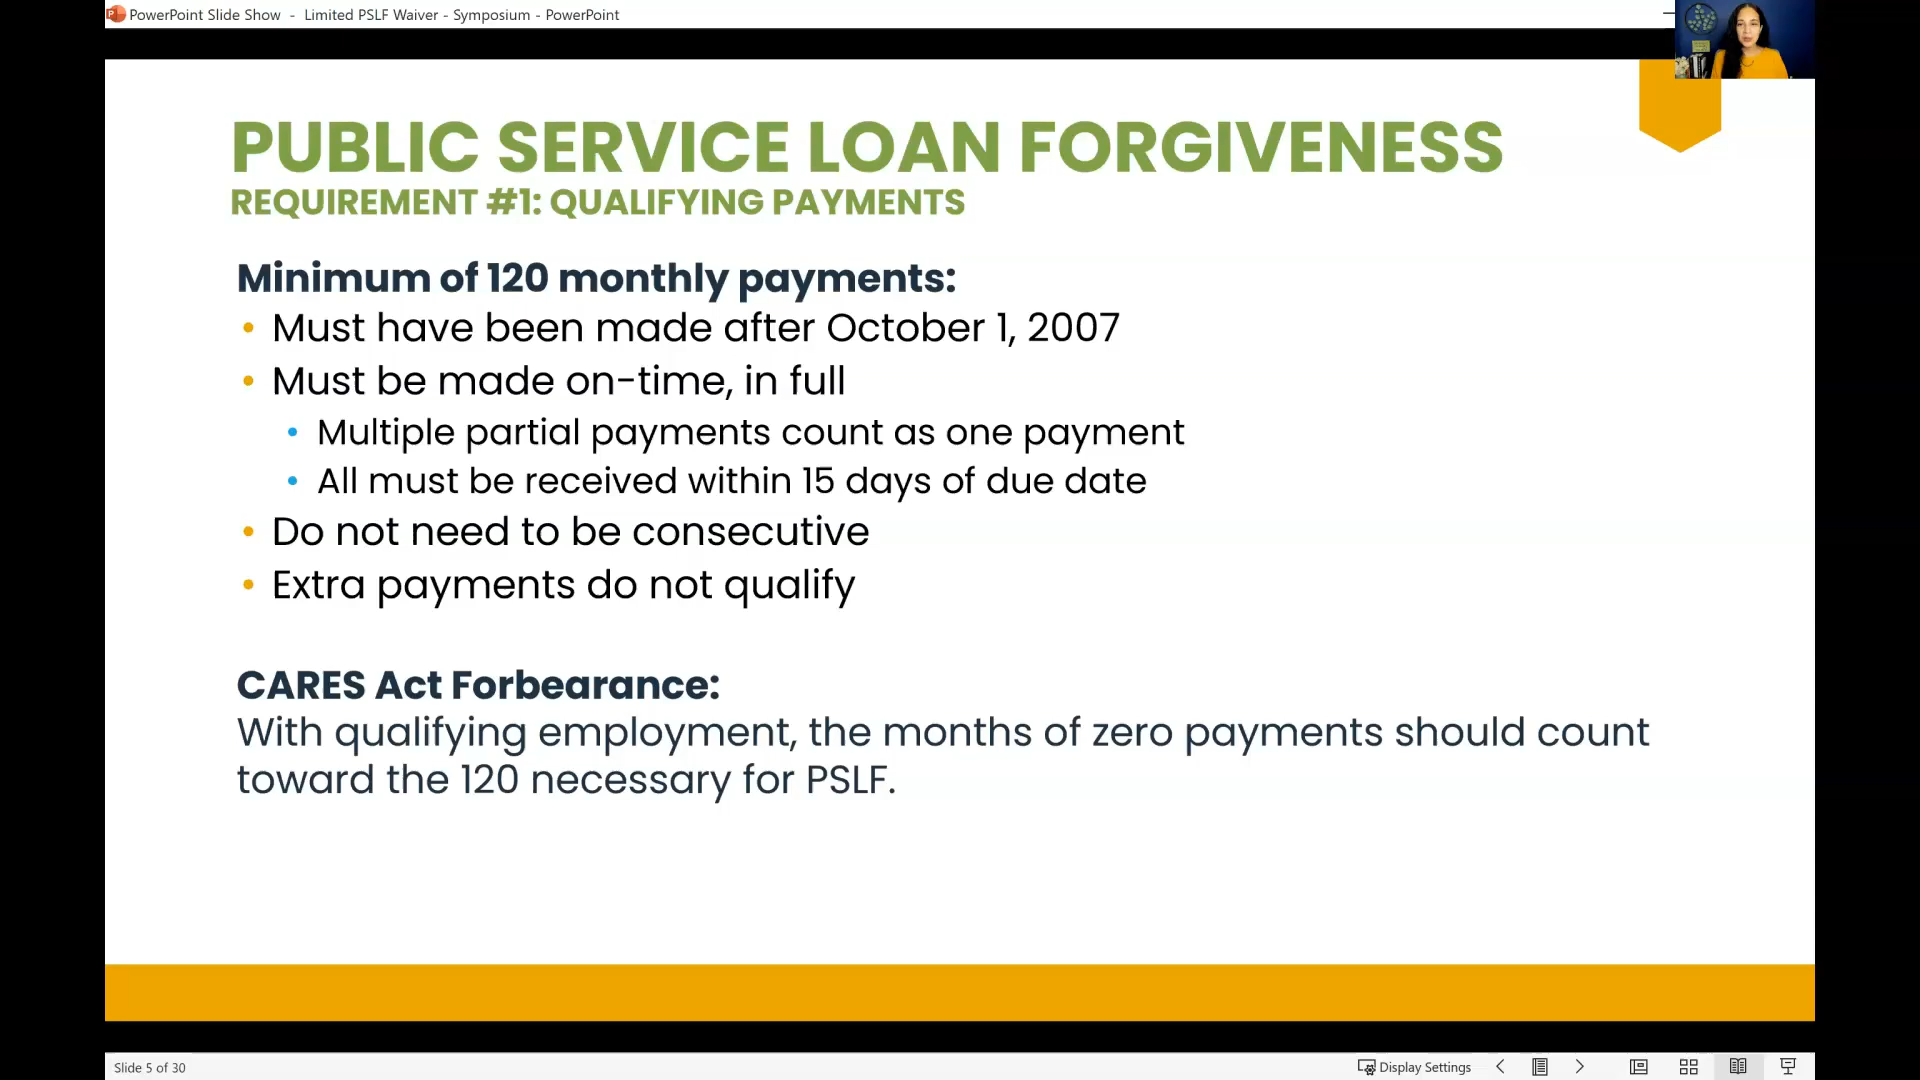 PowerPoint Slide Show - Limited PSLF Waiver - Symposium - PowerPoint
PUBLIC SERVICE LOAN FORGIVENESS
REQUIREMENT #1: QUALIFYING PAYMENTS
Minimum of 120 monthly payments:
• Must have been made after October 1, 2007
• Must be made on-time, in full
• Multiple partial payments count as one payment
• All must be received within 15 days of due date
• Do not need to be consecutive
• Extra payments do not qualify
CARES Act Forbearance:
With qualifying employment, the months of zero payments should count
toward the 120 necessary for PSLF.
Slide 5 of 30
Display Settings